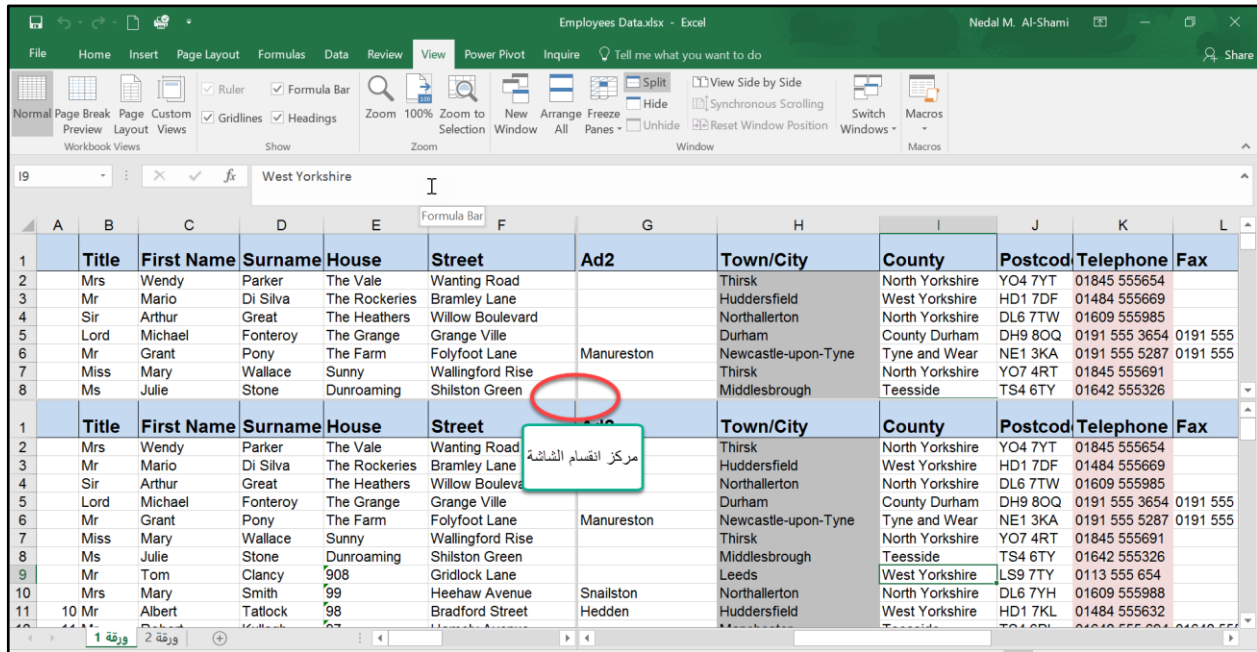 Employees Data.xlsx - Excel Nedal M. Al-Shami
File Home Insert Page Layout Formulas Data Review View Power Pivot Inquire Tell me what you want to do Share
Normal Page Break Preview Page Layout Custom Views
Workbook Views
Ruler Formula Bar
Gridlines Headings
Show
Zoom 100% Zoom to Selection
Zoom
New Window Arrange All Freeze Panes
Split
Hide
Unhide
View Side by Side
Synchronous Scrolling
Reset Window Position
Switch Windows
Window
Macros
Macros
I9 fx West Yorkshire
Formula Bar
A B C D E F G H I J K L
1 Title First Name Surname House Street Ad2 Town/City County Postcod Telephone Fax
2 Mrs Wendy Parker The Vale Wanting Road Thirsk North Yorkshire YO4 7YT 01845 555654
3 Mr Mario Di Silva The Rockeries Bramley Lane Huddersfield West Yorkshire HD1 7DF 01484 555669
4 Sir Arthur Great The Heathers Willow Boulevard Northallerton North Yorkshire DL6 7TW 01609 555985
5 Lord Michael Fonteroy The Grange Grange Ville Durham County Durham DH9 8OQ 0191 555 3654 0191 555
6 Mr Grant Pony The Farm Folyfoot Lane Manureston Newcastle-upon-Tyne Tyne and Wear NE1 3KA 0191 555 5287 0191 555
7 Miss Mary Wallace Sunny Wallingford Rise Thirsk North Yorkshire YO7 4RT 01845 555691
8 Ms Julie Stone Dunroaming Shilston Green Middlesbrough Teesside TS4 6TY 01642 555326
1 Title First Name Surname House Street Ad2 Town/City County Postcod Telephone Fax
2 Mrs Wendy Parker The Vale Wanting Road Thirsk North Yorkshire YO4 7YT 01845 555654
مركز انقسام الشاشة
3 Mr Mario Di Silva The Rockeries Bramley Lane Huddersfield West Yorkshire HD1 7DF 01484 555669
4 Sir Arthur Great The Heathers Willow Bouleva Northallerton North Yorkshire DL6 7TW 01609 555985
5 Lord Michael Fonteroy The Grange Grange Ville Durham County Durham DH9 8OQ 0191 555 3654 0191 555
6 Mr Grant Pony The Farm Folyfoot Lane Manureston Newcastle-upon-Tyne Tyne and Wear NE1 3KA 0191 555 5287 0191 555
7 Miss Mary Wallace Sunny Wallingford Rise Thirsk North Yorkshire YO7 4RT 01845 555691
8 Ms Julie Stone Dunroaming Shilston Green Middlesbrough Teesside TS4 6TY 01642 555326
9 Mr Tom Clancy 908 Gridlock Lane Leeds West Yorkshire LS9 7TY 0113 555 654
10 Mrs Mary Smith 99 Heehaw Avenue Snailston Northallerton North Yorkshire DL6 7YH 01609 555988
11 10 Mr Albert Tatlock 98 Bradford Street Hedden Huddersfield West Yorkshire HD1 7KL 01484 555632
ورقة 1 ورقة 2